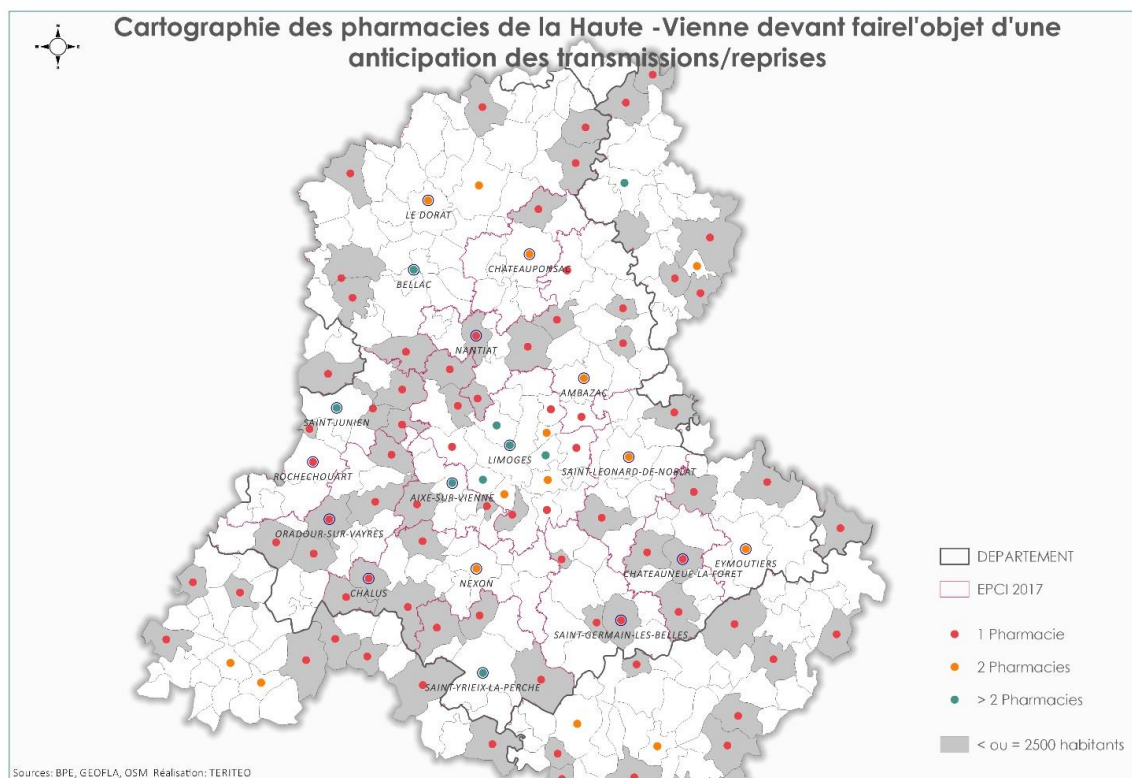 Cartographie des pharmacies de la Haute -Vienne devant fairel'objet d'une
anticipation des transmissions/reprises
LE DORAT
CHATEAUPONSAC
BELLAC
NANTIAT
AMBAZAC
SAINT-JUNIEN
LIMOGES
ROCHECHOUART
SAINT-LEONARD-DE-NOBLAT
AIXE-SUR-VIENNE
ORADOUR-SUR-VAYRES
EYMOUTIERS
CHATEAUNEUF-LA-FORET
NEXON
CHALUS
SAINT-GERMAIN-LES-BELLES
SAINT-YRIEIX-LA-PERCHE
DEPARTEMENT
EPCI 2017
1 Pharmacie
2 Pharmacies
> 2 Pharmacies
< ou = 2500 habitants
Sources: BPE, GEOFLA, OSM Réalisation: TERITEO